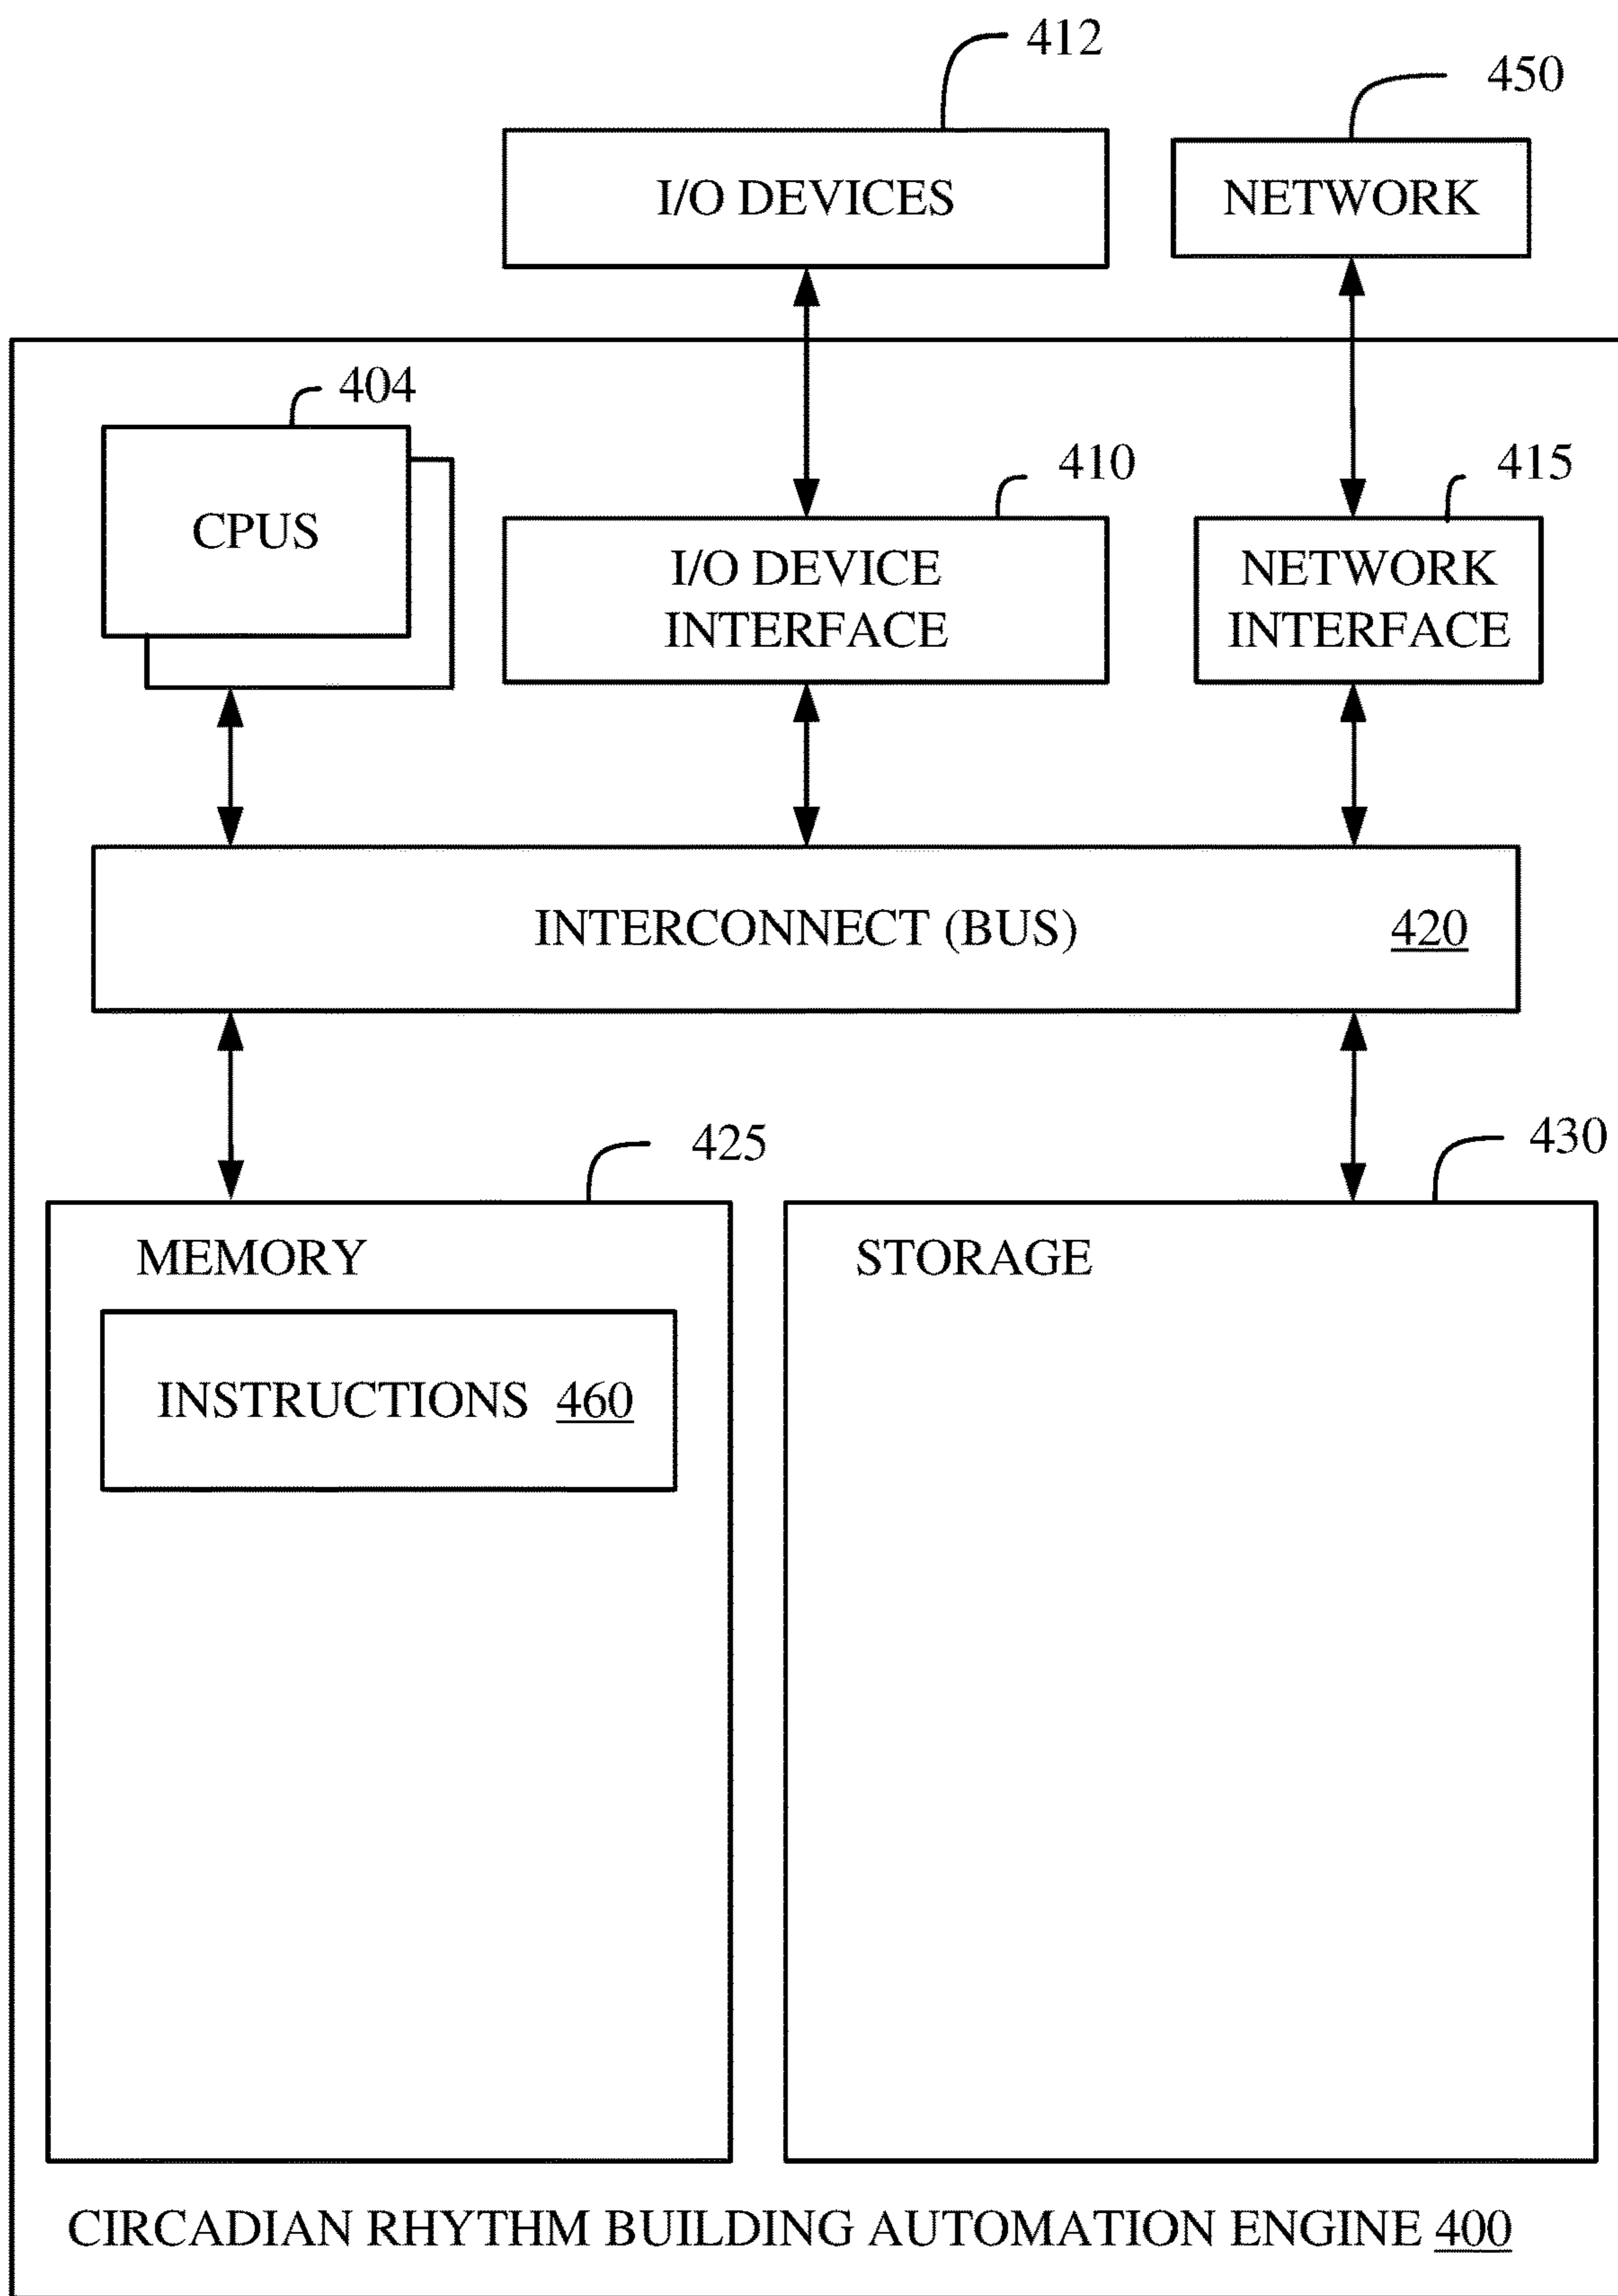 412
450
I/O DEVICES
NETWORK
404
410
415
CPUS
I/O DEVICE
INTERFACE
NETWORK
INTERFACE
INTERCONNECT (BUS) 420
425
430
MEMORY
STORAGE
INSTRUCTIONS 460
CIRCADIAN RHYTHM BUILDING AUTOMATION ENGINE 400